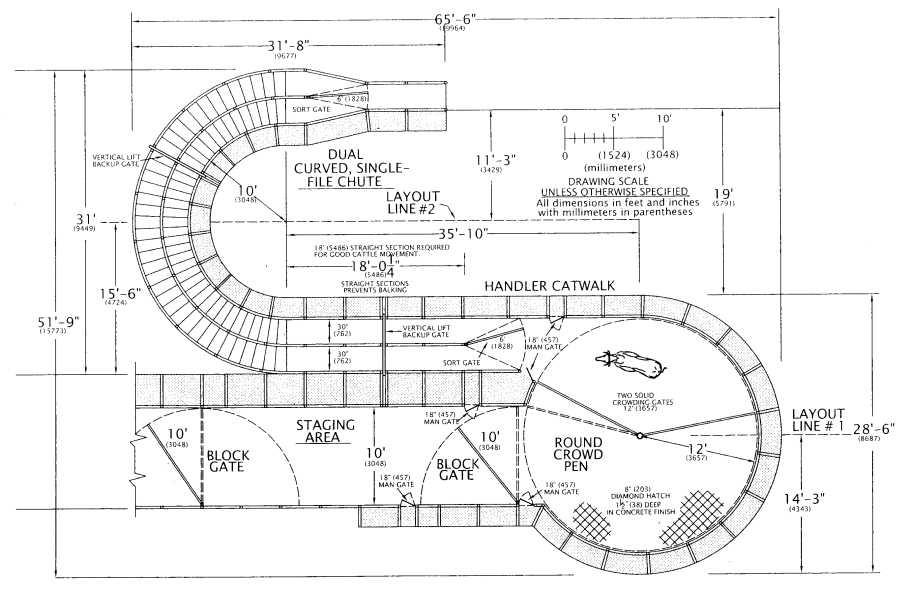 65'-6"
(19964)
31'-8"
(9677)
6' (1828)
SORT GATE
0 5' 10'
0 (1524) (3048)
(millimeters)
DRAWING SCALE
UNLESS OTHERWISE SPECIFIED
All dimensions in feet and inches
with millimeters in parentheses
VERTICAL LIFT
BACKUP GATE
DUAL
CURVED, SINGLE-
FILE CHUTE
11'-3"
(3429)
10'
(3048)
LAYOUT
LINE #2
19'
(5791)
31'
(9449)
35'-10"
18' (5486) STRAIGHT SECTION REQUIRED
FOR GOOD CATTLE MOVEMENT
18'-0 1/4"
(5486)
STRAIGHT SECTIONS
PREVENTS BALKING
HANDLER CATWALK
15'-6"
(4724)
51'-9"
(15773)
30"
(762)
VERTICAL LIFT
BACKUP GATE
6'
(1828)
18" (457)
MAN GATE
30"
(762)
SORT GATE
TWO SOLID
CROWDING GATES
12' (3657)
18" (457)
MAN GATE
LAYOUT
LINE # 1
28'-6"
(8687)
STAGING
AREA
10'
(3048)
BLOCK
GATE
10'
(3048)
10'
(3048)
BLOCK
GATE
ROUND
CROWD
PEN
12'
(3657)
18" (457)
MAN GATE
18" (457)
MAN GATE
8" (203)
DIAMOND HATCH
1 1/2" (38) DEEP
IN CONCRETE FINISH
14'-3"
(4343)